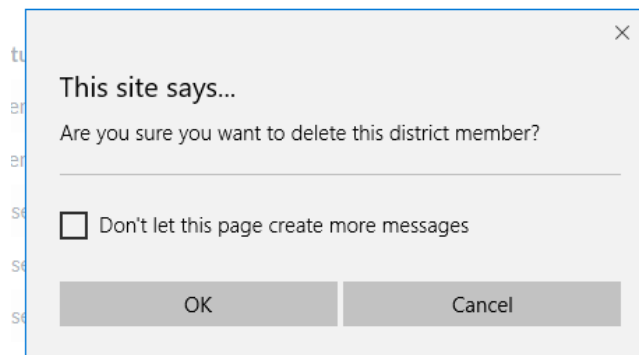 This site says...
Are you sure you want to delete this district member?
Don't let this page create more messages
OK
Cancel